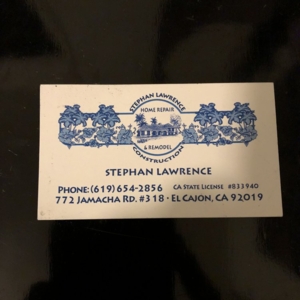 STEPHAN LAWRENCE
HOME REPAIR
& REMODEL
CONSTRUCTION
STEPHAN LAWRENCE
PHONE: (619) 654-2856 CA STATE LICENSE #833940
772 JAMACHA RD. #318 · EL CAJON, CA 92019